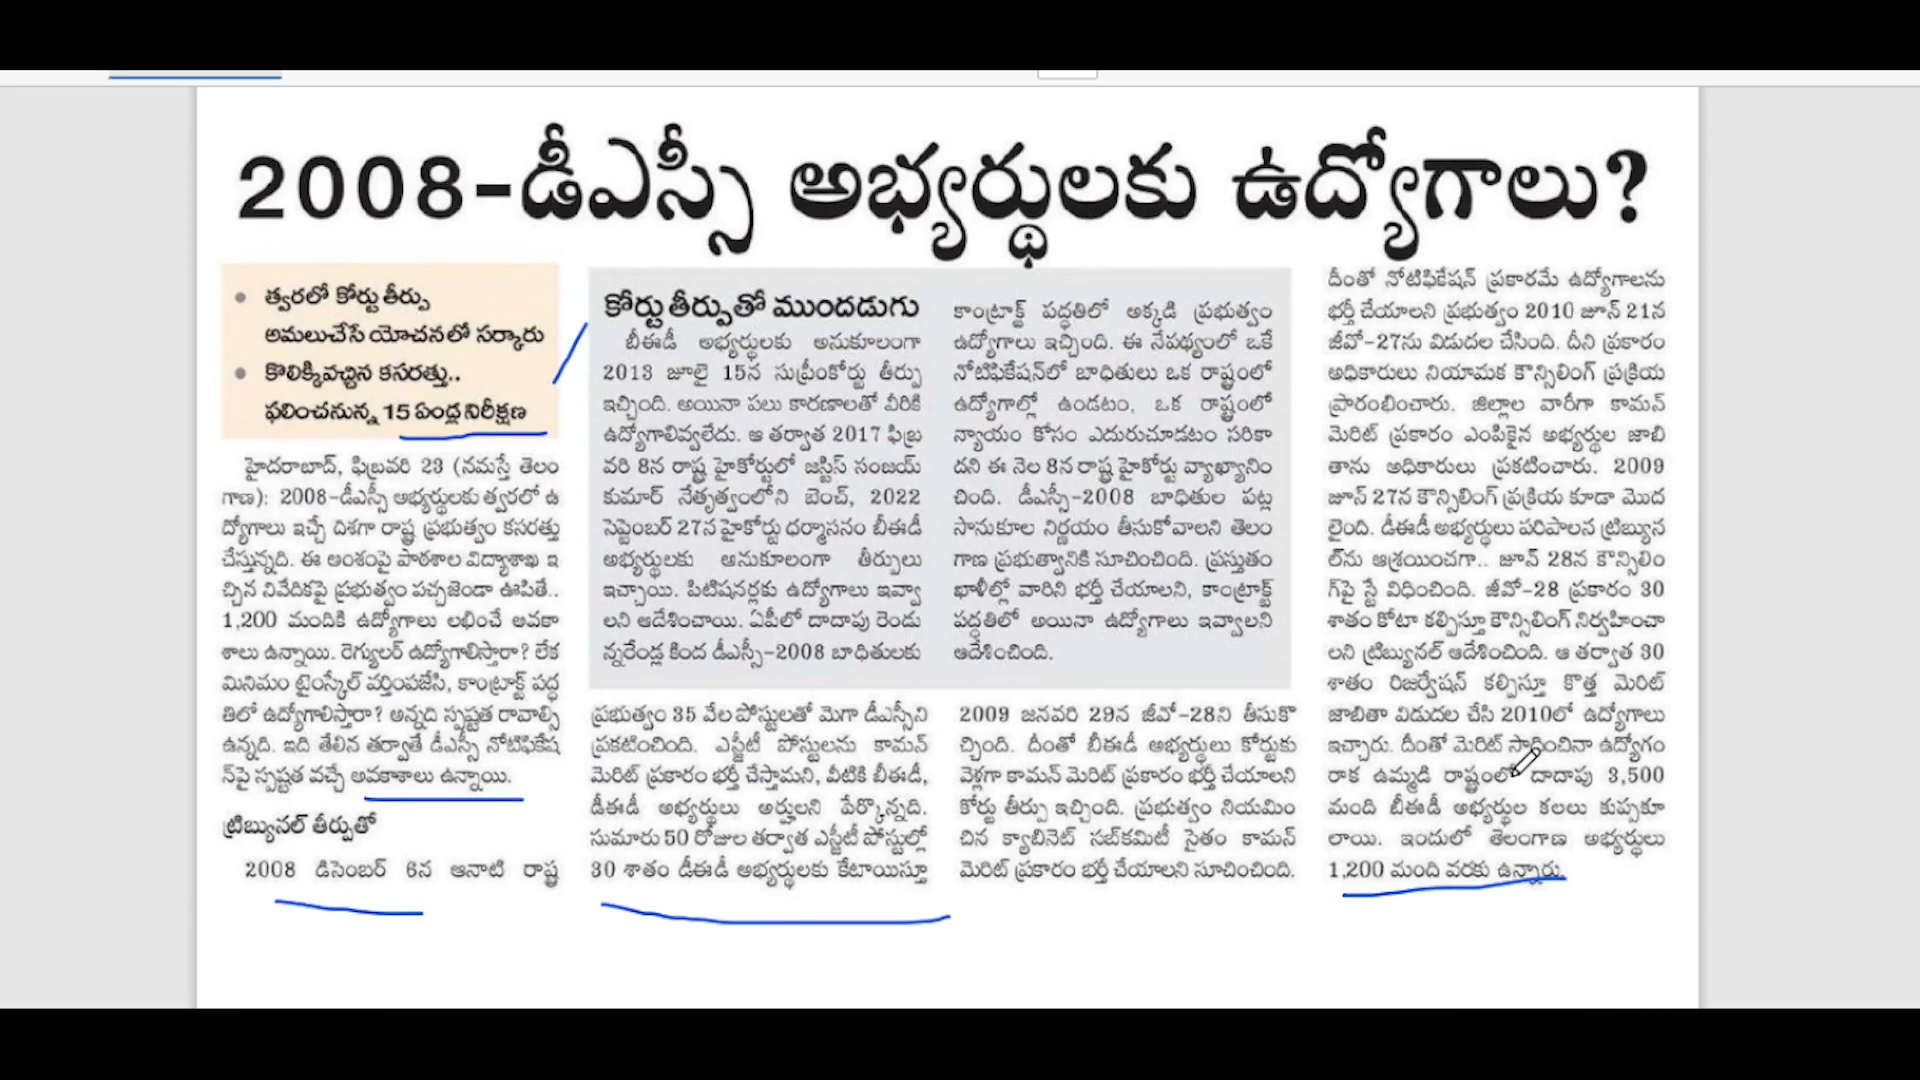 2008-డీఎస్సీ అభ్యర్థులకు ఉద్యోగాలు?
త్వరలో కోర్టు తీర్పు
అమలుచేసే యోచనలో సర్కారు
కొలిక్కివచ్చిన కసరత్తు..
ఫలించనున్న 15 ఏండ్ల నిరీక్షణ
హైదరాబాద్, ఫిబ్రవరి 23 (నమస్తే తెలం
గాణ): 2008-డీఎస్సీ అభ్యర్థులకు త్వరలో ఉ
ద్యోగాలు ఇచ్చే దిశగా రాష్ట్ర ప్రభుత్వం కసరత్తు
చేస్తున్నది. ఈ అంశంపై పాఠశాల విద్యాశాఖ ఇ
చ్చిన నివేదికపై ప్రభుత్వం పచ్చజెండా ఊపితే..
1,200 మందికి ఉద్యోగాలు లభించే అవకా
శాలు ఉన్నాయి. రెగ్యులర్ ఉద్యోగాలిస్తారా? లేక
మినిమం టైంస్కేల్ వర్తింపజేసి, కాంట్రాక్ట్ పద్ధ
తిలో ఉద్యోగాలిస్తారా? అన్నది స్పష్టత రావాల్సి
ఉన్నది. ఇది తేలిన తర్వాతే డీఎస్సీ నోటిఫికేష
న్‌పై స్పష్టత వచ్చే అవకాశాలు ఉన్నాయి.
ట్రిబ్యునల్ తీర్పుతో
2008 డిసెంబర్ 6న ఆనాటి రాష్ట్ర
కోర్టు తీర్పుతో ముందడుగు
బీఈడీ అభ్యర్థులకు అనుకూలంగా
2013 జూలై 15న సుప్రీంకోర్టు తీర్పు
ఇచ్చింది. అయినా పలు కారణాలతో వీరికి
ఉద్యోగాలివ్వలేదు. ఆ తర్వాత 2017 ఫిబ్ర
వరి 8న రాష్ట్ర హైకోర్టులో జస్టిస్ సంజయ్
కుమార్ నేతృత్వంలోని బెంచ్, 2022
సెప్టెంబర్ 27న హైకోర్టు ధర్మాసనం బీఈడీ
అభ్యర్థులకు అనుకూలంగా తీర్పులు
ఇచ్చాయి. పిటిషనర్లకు ఉద్యోగాలు ఇవ్వా
లని ఆదేశించాయి. ఏపీలో దాదాపు రెండు
న్నరేండ్ల కింద డీఎస్సీ-2008 బాధితులకు
కాంట్రాక్ట్ పద్ధతిలో అక్కడి ప్రభుత్వం
ఉద్యోగాలు ఇచ్చింది. ఈ నేపథ్యంలో ఒకే
నోటిఫికేషన్‌లో బాధితులు ఒక రాష్ట్రంలో
ఉద్యోగాల్లో ఉండటం, ఒక రాష్ట్రంలో
న్యాయం కోసం ఎదురుచూడటం సరికా
దని ఈ నెల 8న రాష్ట్ర హైకోర్టు వ్యాఖ్యానిం
చింది. డీఎస్సీ-2008 బాధితుల పట్ల
సానుకూల నిర్ణయం తీసుకోవాలని తెలం
గాణ ప్రభుత్వానికి సూచించింది. ప్రస్తుతం
ఖాళీల్లో వారిని భర్తీ చేయాలని, కాంట్రాక్ట్
పద్ధతిలో అయినా ఉద్యోగాలు ఇవ్వాలని
ఆదేశించింది.
ప్రభుత్వం 35 వేల పోస్టులతో మెగా డీఎస్సీని
ప్రకటించింది. ఎస్జీటీ పోస్టులను కామన్
మెరిట్ ప్రకారం భర్తీ చేస్తామని, వీటికి బీఈడీ,
డీఈడీ అభ్యర్థులు అర్హులని పేర్కొన్నది.
సుమారు 50 రోజుల తర్వాత ఎస్జీటీ పోస్టుల్లో
30 శాతం డీఈడీ అభ్యర్థులకు కేటాయిస్తూ
2009 జనవరి 29న జీవో-28ని తీసుకొ
చ్చింది. దీంతో బీఈడీ అభ్యర్థులు కోర్టుకు
వెళ్లగా కామన్ మెరిట్ ప్రకారం భర్తీ చేయాలని
కోర్టు తీర్పు ఇచ్చింది. ప్రభుత్వం నియమిం
చిన క్యాబినెట్ సబ్‌కమిటీ సైతం కామన్
మెరిట్ ప్రకారం భర్తీ చేయాలని సూచించింది.
దీంతో నోటిఫికేషన్ ప్రకారమే ఉద్యోగాలను
భర్తీ చేయాలని ప్రభుత్వం 2010 జూన్ 21న
జీవో-27ను విడుదల చేసింది. దీని ప్రకారం
అధికారులు నియామక కౌన్సిలింగ్ ప్రక్రియ
ప్రారంభించారు. జిల్లాల వారీగా కామన్
మెరిట్ ప్రకారం ఎంపికైన అభ్యర్థుల జాబి
తాను అధికారులు ప్రకటించారు. 2009
జూన్ 27న కౌన్సిలింగ్ ప్రక్రియ కూడా మొద
లైంది. డీఈడీ అభ్యర్థులు పరిపాలన ట్రిబ్యున
ల్‌ను ఆశ్రయించగా.. జూన్ 28న కౌన్సిలిం
గ్‌పై స్టే విధించింది. జీవో-28 ప్రకారం 30
శాతం కోటా కల్పిస్తూ కౌన్సిలింగ్ నిర్వహించా
లని ట్రిబ్యునల్ ఆదేశించింది. ఆ తర్వాత 30
శాతం రిజర్వేషన్ కల్పిస్తూ కొత్త మెరిట్
జాబితా విడుదల చేసి 2010లో ఉద్యోగాలు
ఇచ్చారు. దీంతో మెరిట్ సాధించినా ఉద్యోగం
రాక ఉమ్మడి రాష్ట్రంలో దాదాపు 3,500
మంది బీఈడీ అభ్యర్థుల కలలు కుప్పకూ
లాయి. ఇందులో తెలంగాణ అభ్యర్థులు
1,200 మంది వరకు ఉన్నారు.